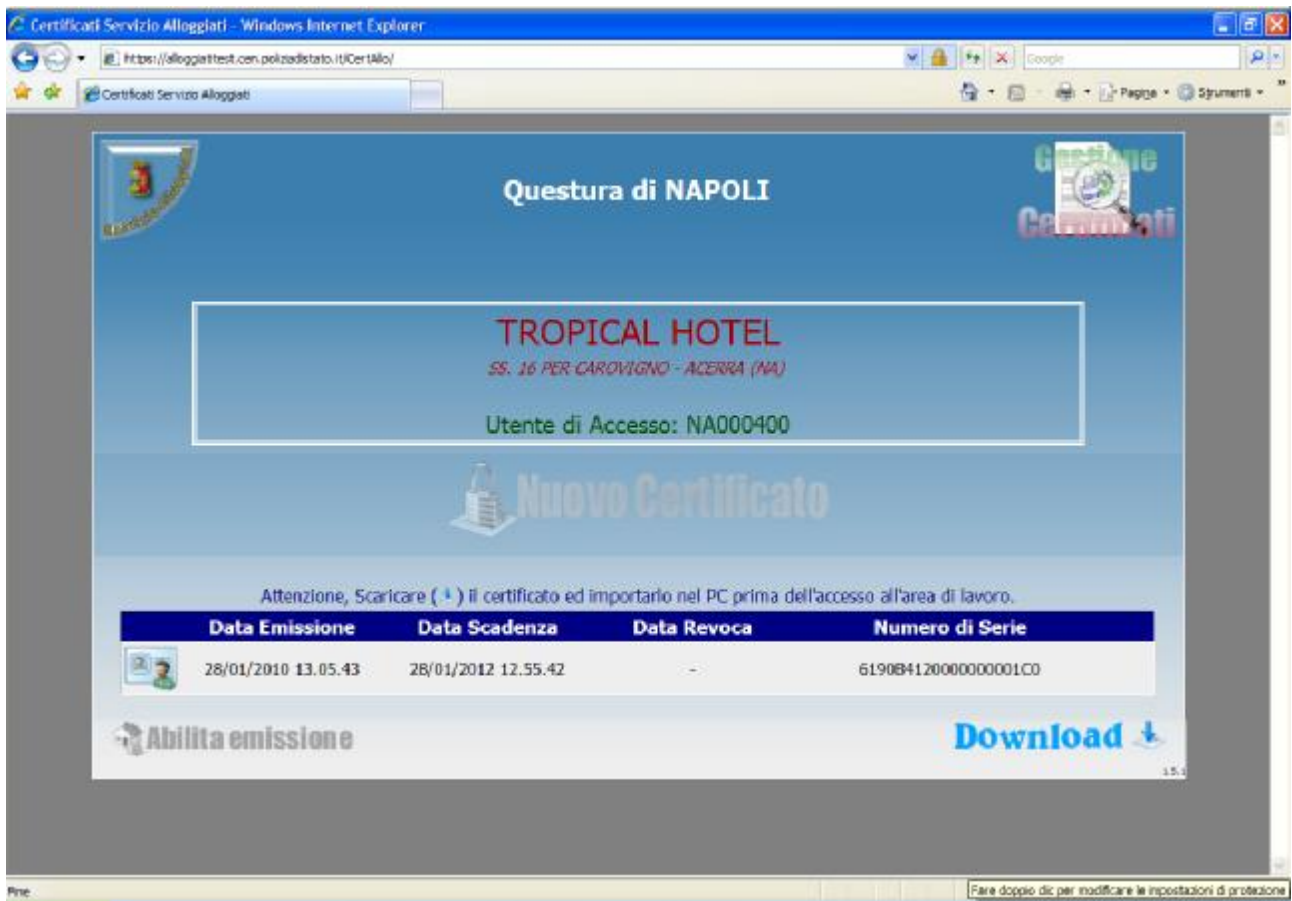 Certificati Servizio Alloggiati - Windows Internet Explorer
https://alloggiatitest.cen.poliziadistato.it/CertAllo/
Google
Certificati Servizio Alloggiati
Pagina
Strumenti
Questura di NAPOLI
Gestione
Certificati
TROPICAL HOTEL
SS. 16 PER CAROVIGNO - ACERRA (NA)
Utente di Accesso: NA000400
Nuovo Certificato
Attenzione, Scaricare ( ) il certificato ed importarlo nel PC prima dell'accesso all'area di lavoro.
Data Emissione Data Scadenza Data Revoca Numero di Serie
28/01/2010 13.05.43 28/01/2012 12.55.42 - 6190B4120000000001C0
Abilita emissione
Download
Fine
Fare doppio clic per modificare le impostazioni di protezione